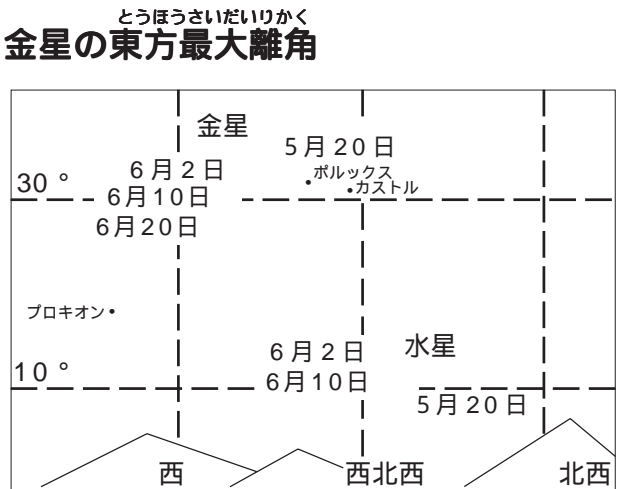 とうほうさいだいりかく
金星の東方最大離角
金星
5月20日
6月2日
ポルックス
カストル
30°
6月10日
6月20日
プロキオン
水星
6月2日
10°
6月10日
5月20日
西
西北西
北西